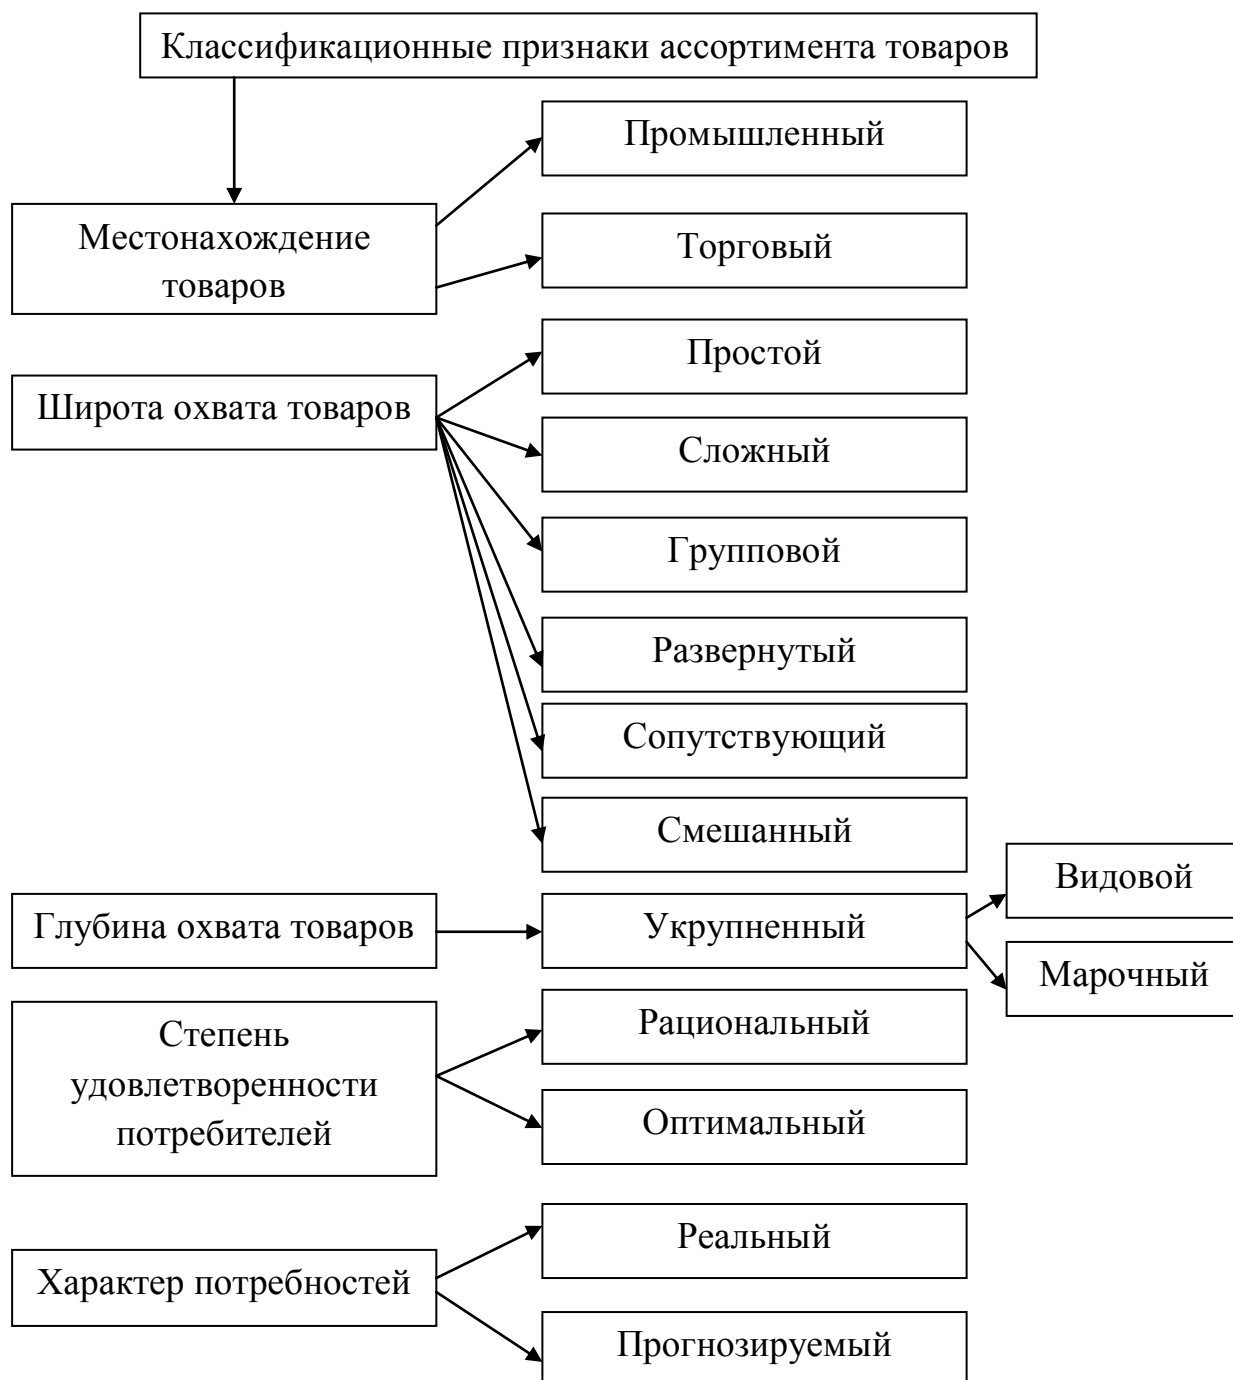 Классификационные признаки ассортимента товаров
Промышленный
Местонахождение
товаров
Торговый
Простой
Широта охвата товаров
Сложный
Групповой
Развернутый
Сопутствующий
Смешанный
Видовой
Глубина охвата товаров
Укрупненный
Марочный
Степень
удовлетворенности
потребителей
Рациональный
Оптимальный
Реальный
Характер потребностей
Прогнозируемый